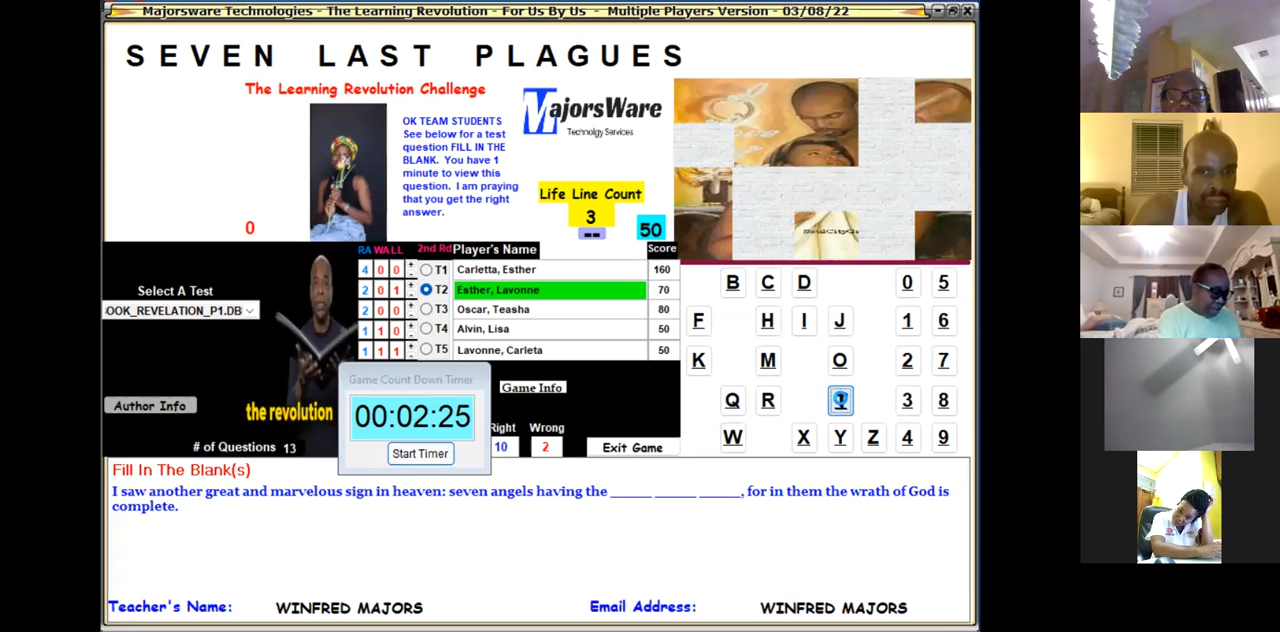 Majorsware Technologies - The Learning Revolution - For Us By Us - Multiple Players Version - 03/08/22
SEVEN LAST PLAGUES
The Learning Revolution Challenge
MajorsWare
Technolgy Services
OK TEAM STUDENTS
See below for a test
question FILL IN THE
BLANK. You have 1
minute to view this
question. I am praying
that you get the right
answer.
Life Line Count
3
--
50
0
RA WALL 2nd Rd Player's Name Score
4 0 0 + - T1 Carletta, Esther 160
2 0 1 + - T2 Esther, Lavonne 70
2 0 0 + - T3 Oscar, Teasha 80
1 1 0 + - T4 Alvin, Lisa 50
1 1 1 + - T5 Lavonne, Carleta 50
Select A Test
OOK_REVELATION_P1.DB
Author Info
the revolution
# of Questions 13
Game Count Down Timer
00:02:25
Start Timer
Game Info
Right Wrong
10 2
Exit Game
B C D 0 5
F H I J 1 6
K M O 2 7
Q R 3 8
W X Y Z 4 9
Fill In The Blank(s)
I saw another great and marvelous sign in heaven: seven angels having the ______ ______ ______, for in them the wrath of God is
complete.
Teacher's Name: WINFRED MAJORS Email Address: WINFRED MAJORS